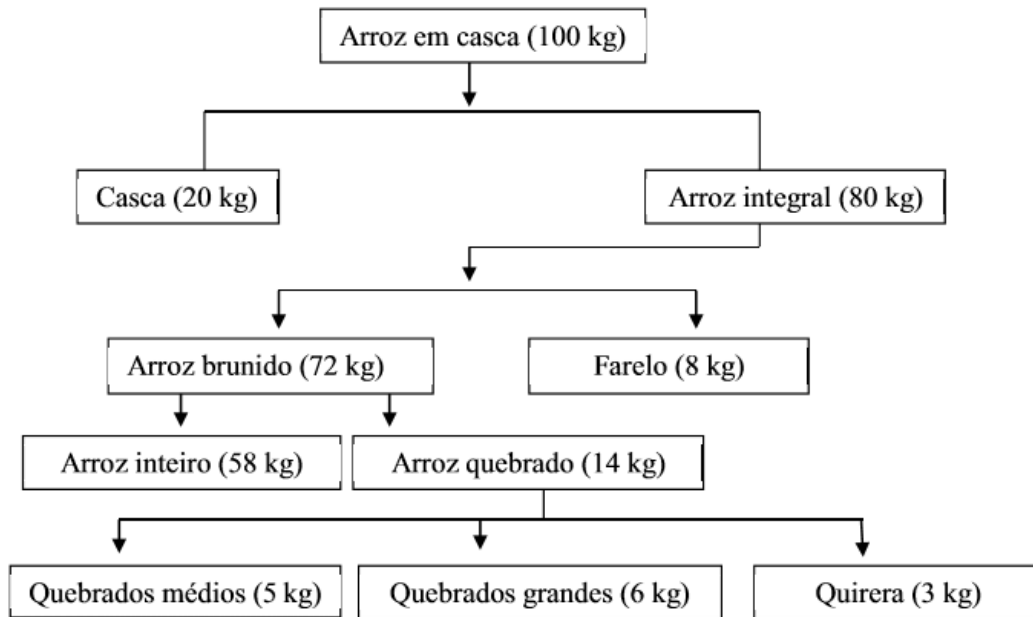 Arroz em casca (100 kg)
Casca (20 kg)
Arroz integral (80 kg)
Arroz brunido (72 kg)
Farelo (8 kg)
Arroz inteiro (58 kg)
Arroz quebrado (14 kg)
Quebrados médios (5 kg)
Quebrados grandes (6 kg)
Quirera (3 kg)